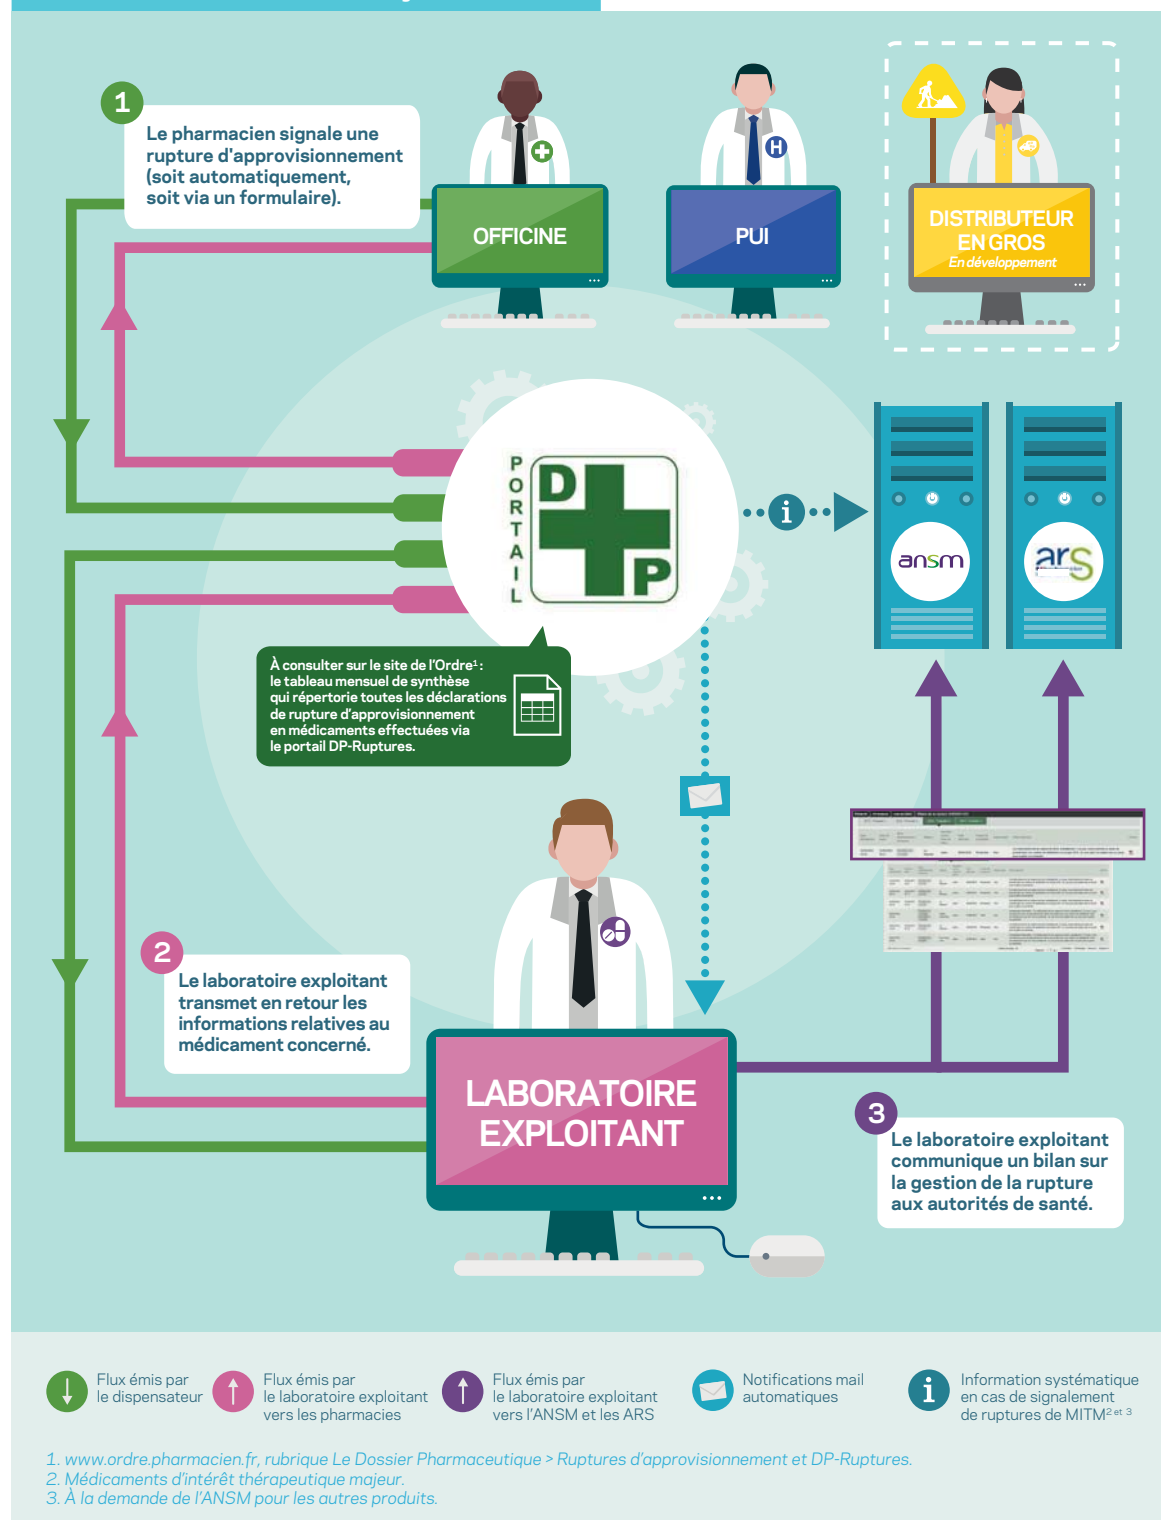 1
Le pharmacien signale une
rupture d'approvisionnement
(soit automatiquement,
soit via un formulaire).
OFFICINE
H
PUI
DISTRIBUTEUR
EN GROS
En développement
PORTAIL
D
P
i
ansm
ars
À consulter sur le site de l'Ordre¹ :
le tableau mensuel de synthèse
qui répertorie toutes les déclarations
de rupture d'approvisionnement
en médicaments effectuées via
le portail DP-Ruptures.
2
Le laboratoire exploitant
transmet en retour les
informations relatives au
médicament concerné.
LABORATOIRE
EXPLOITANT
3
Le laboratoire exploitant
communique un bilan sur
la gestion de la rupture
aux autorités de santé.
Flux émis par
le dispensateur
Flux émis par
le laboratoire exploitant
vers les pharmacies
Flux émis par
le laboratoire exploitant
vers l'ANSM et les ARS
Notifications mail
automatiques
i
Information systématique
en cas de signalement
de ruptures de MITM² ᵉᵗ ³
1. www.ordre.pharmacien.fr, rubrique Le Dossier Pharmaceutique > Ruptures d'approvisionnement et DP-Ruptures.
2. Médicaments d'intérêt thérapeutique majeur.
3. À la demande de l'ANSM pour les autres produits.